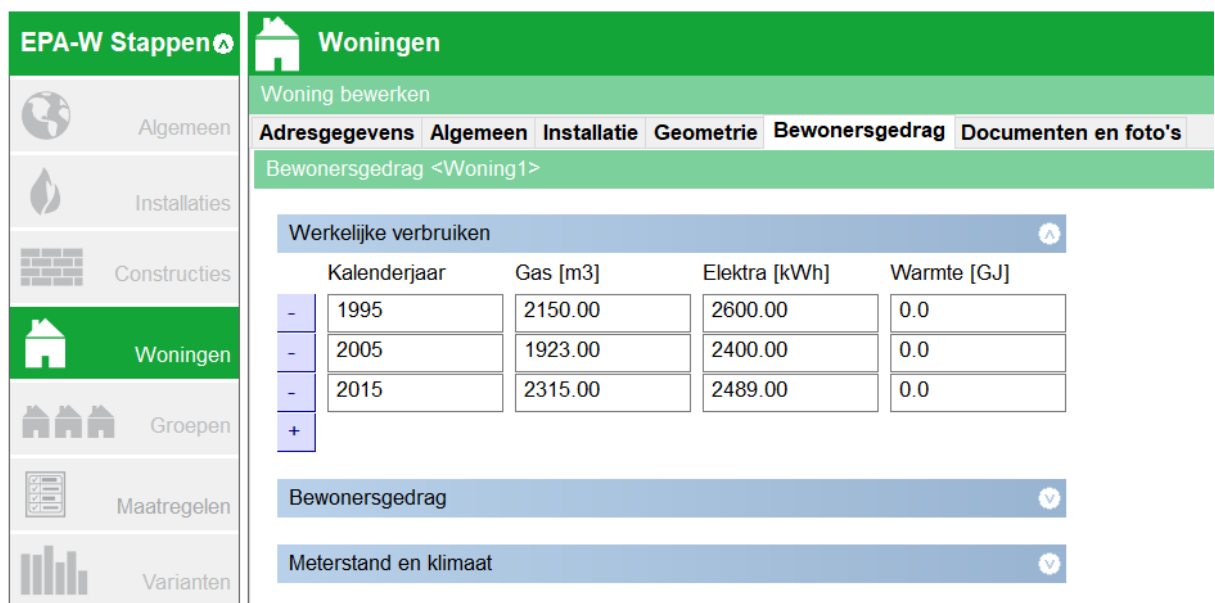 EPA-W Stappen
Algemeen
Installaties
Constructies
Woningen
Groepen
Maatregelen
Varianten
Woningen
Woning bewerken
Adresgegevens Algemeen Installatie Geometrie Bewonersgedrag Documenten en foto's
Bewonersgedrag <Woning1>
Werkelijke verbruiken
Kalenderjaar Gas [m3] Elektra [kWh] Warmte [GJ]
- 1995 2150.00 2600.00 0.0
- 2005 1923.00 2400.00 0.0
- 2015 2315.00 2489.00 0.0
+
Bewonersgedrag
Meterstand en klimaat